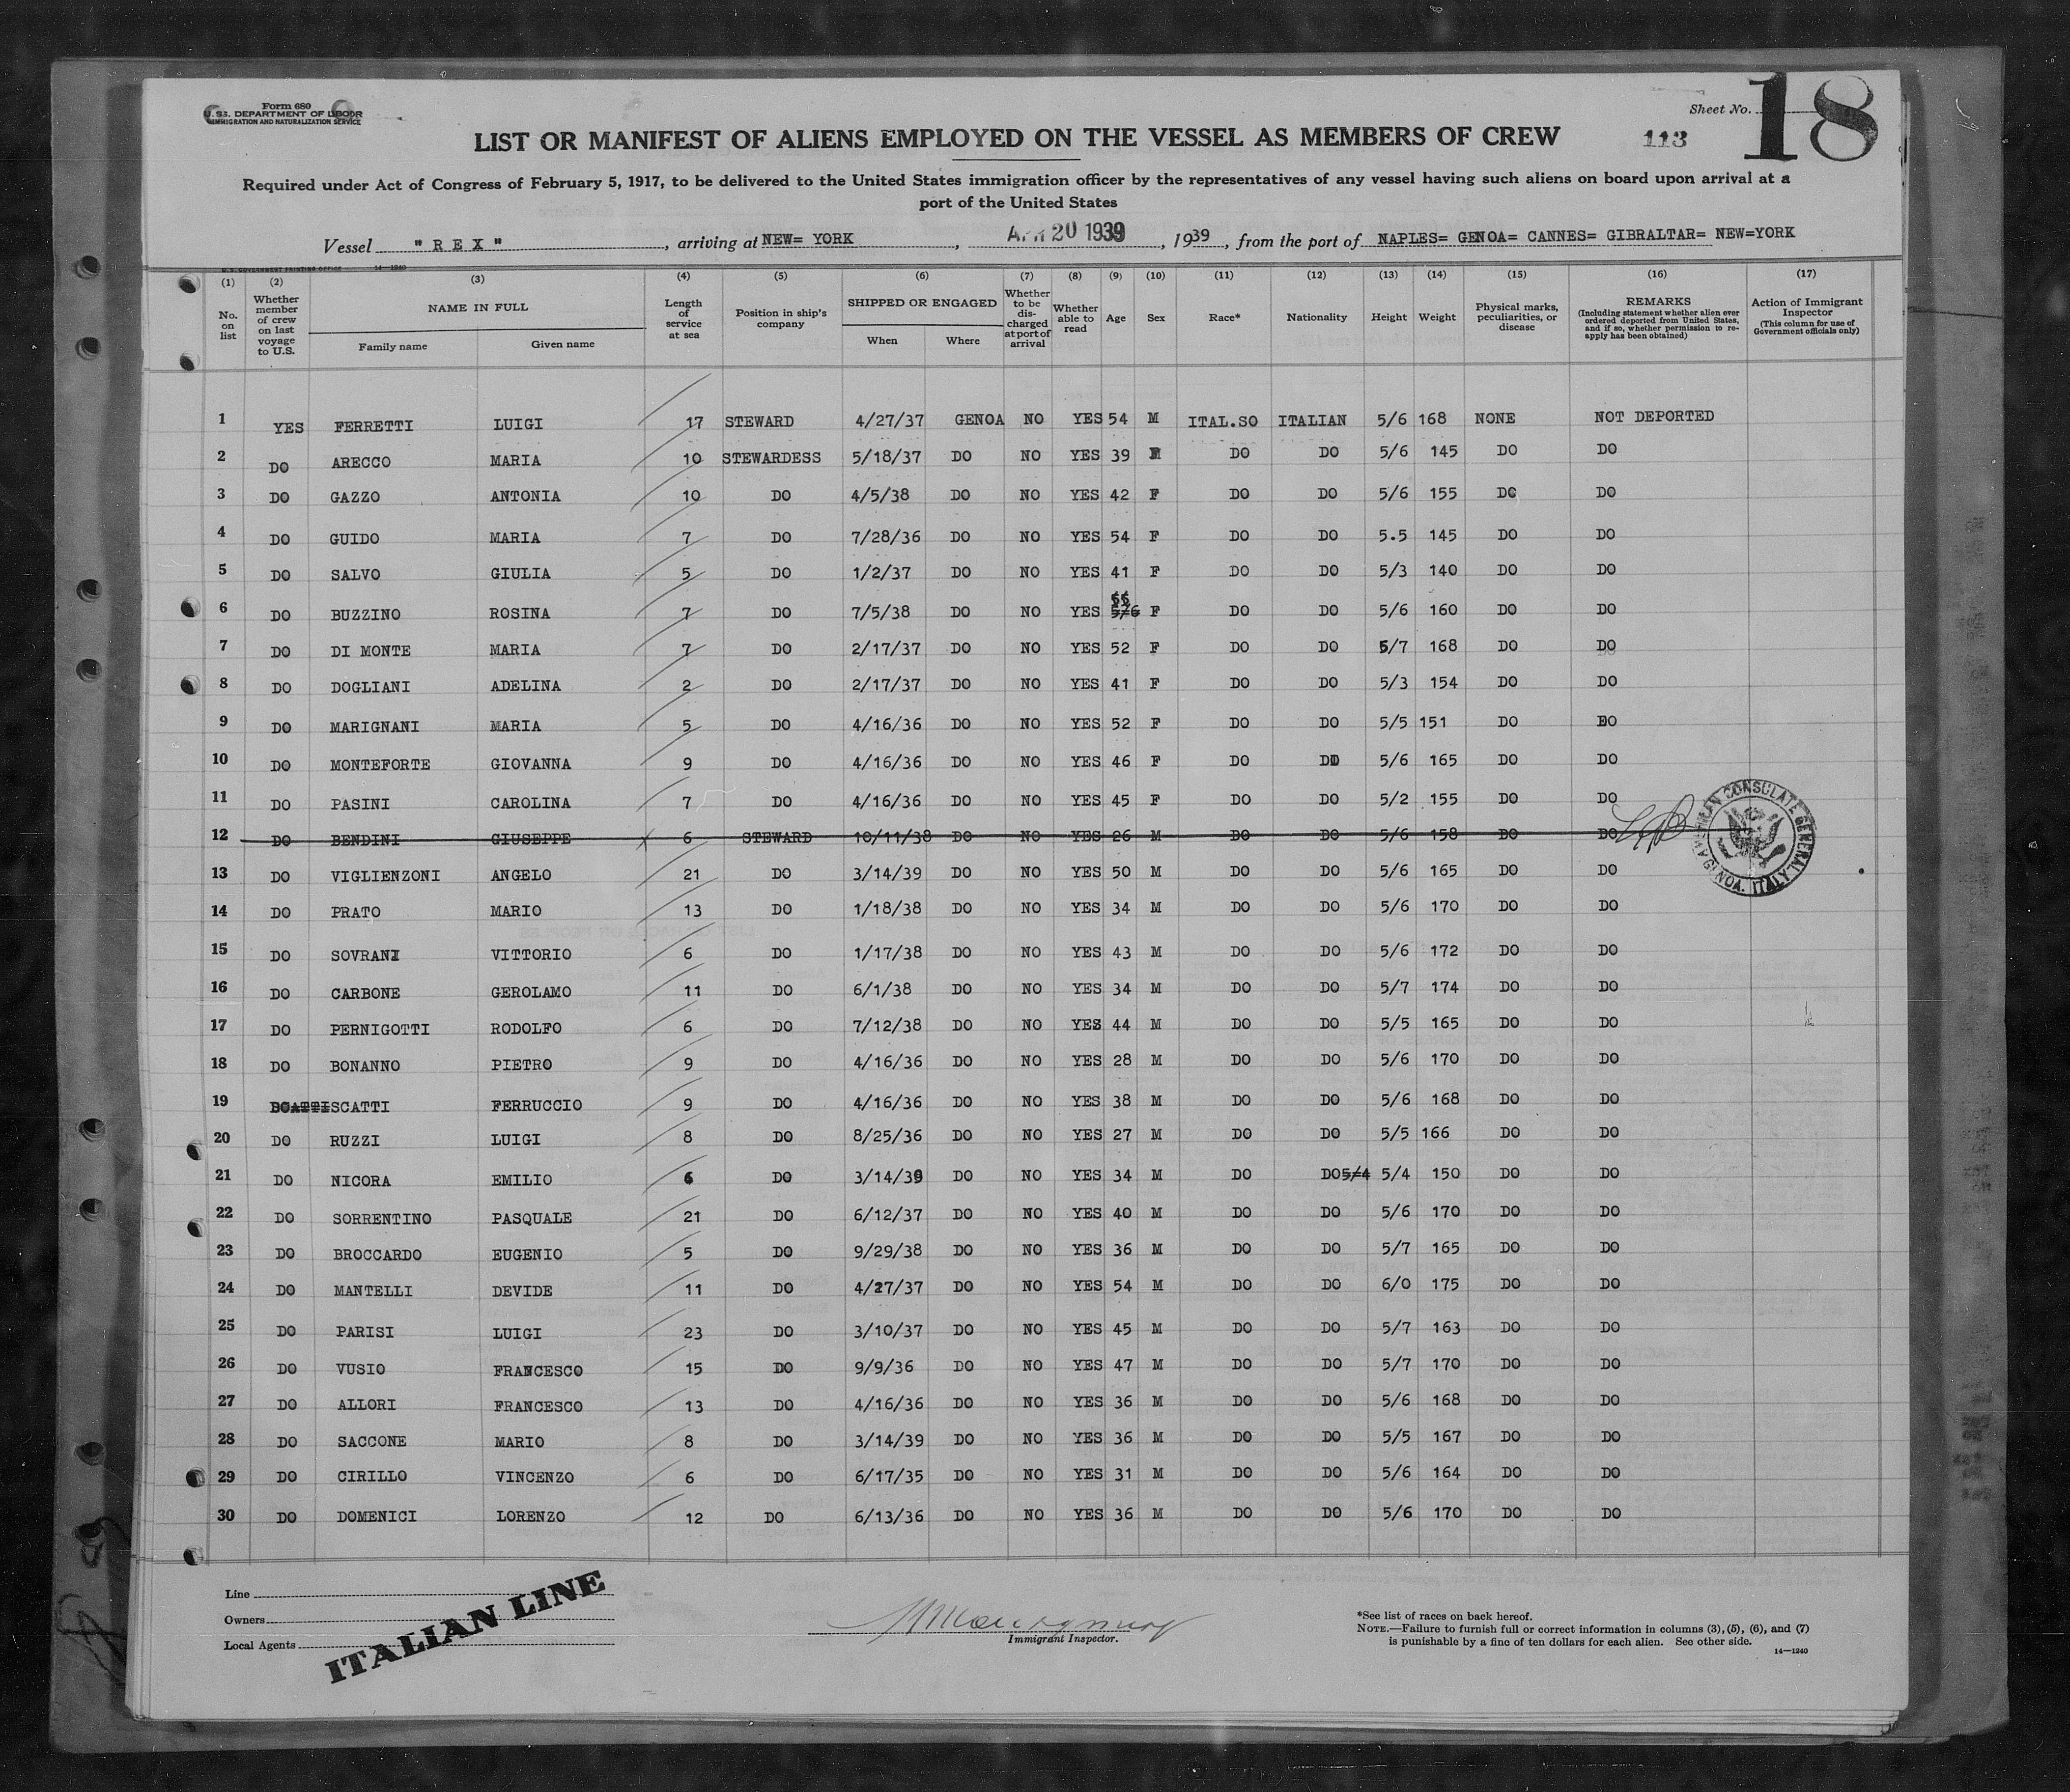 Form 680
U. S. DEPARTMENT OF LABOR
IMMIGRATION AND NATURALIZATION SERVICE
Sheet No. 18
113
LIST OR MANIFEST OF ALIENS EMPLOYED ON THE VESSEL AS MEMBERS OF CREW
Required under Act of Congress of February 5, 1917, to be delivered to the United States immigration officer by the representatives of any vessel having such aliens on board upon arrival at a
port of the United States
Vessel " R E X " , arriving at NEW= YORK , APR 20 1939 , 1939 , from the port of NAPLES= GENOA= CANNES= GIBRALTAR= NEW=YORK
U. S. GOVERNMENT PRINTING OFFICE 14—1240
(1) (2) (3) (4) (5) (6) (7) (8) (9) (10) (11) (12) (13) (14) (15) (16) (17)
No. on list
Whether member of crew on last voyage to U.S.
NAME IN FULL
Family name
Given name
Length of service at sea
Position in ship's company
SHIPPED OR ENGAGED
When
Where
Whether to be discharged at port of arrival
Whether able to read
Age
Sex
Race*
Nationality
Height
Weight
Physical marks, peculiarities, or disease
REMARKS
(Including statement whether alien ever ordered deported from United States, and if so, whether permission to reapply has been obtained)
Action of Immigrant Inspector
(This column for use of Government officials only)
1 YES FERRETTI LUIGI 17 STEWARD 4/27/37 GENOA NO YES 54 M ITAL.SO ITALIAN 5/6 168 NONE NOT DEPORTED
2 DO ARECCO MARIA 10 STEWARDESS 5/18/37 DO NO YES 39 DO DO 5/6 145 DO DO
3 DO GAZZO ANTONIA 10 DO 4/5/38 DO NO YES 42 F DO DO 5/6 155 DO DO
4 DO GUIDO MARIA 7 DO 7/28/36 DO NO YES 54 F DO DO 5.5 145 DO DO
5 DO SALVO GIULIA 5 DO 1/2/37 DO NO YES 41 F DO DO 5/3 140 DO DO
6 DO BUZZINO ROSINA 7 DO 7/5/38 DO NO YES 55 5/6 F DO DO 5/6 160 DO DO
7 DO DI MONTE MARIA 7 DO 2/17/37 DO NO YES 52 F DO DO 5/7 168 DO DO
8 DO DOGLIANI ADELINA 2 DO 2/17/37 DO NO YES 41 F DO DO 5/3 154 DO DO
9 DO MARIGNANI MARIA 5 DO 4/16/36 DO NO YES 52 F DO DO 5/5 151 DO DO
10 DO MONTEFORTE GIOVANNA 9 DO 4/16/36 DO NO YES 46 F DO DO 5/6 165 DO DO
11 DO PASINI CAROLINA 7 DO 4/16/36 DO NO YES 45 F DO DO 5/2 155 DO DO
12 DO BENDINI GIUSEPPE x 6 STEWARD 10/11/38 DO NO YES 26 M DO DO 5/6 158 DO DO
AMERICAN CONSULATE GENERAL GENOA, ITALY
13 DO VIGLIENZONI ANGELO 21 DO 3/14/39 DO NO YES 50 M DO DO 5/6 165 DO DO
14 DO PRATO MARIO 13 DO 1/18/38 DO NO YES 34 M DO DO 5/6 170 DO DO
15 DO SOVRANI VITTORIO 6 DO 1/17/38 DO NO YES 43 M DO DO 5/6 172 DO DO
16 DO CARBONE GEROLAMO 11 DO 6/1/38 DO NO YES 34 M DO DO 5/7 174 DO DO
17 DO PERNIGOTTI RODOLFO 6 DO 7/12/38 DO NO YES 44 M DO DO 5/5 165 DO DO
18 DO BONANNO PIETRO 9 DO 4/16/36 DO NO YES 28 M DO DO 5/6 170 DO DO
19 SCATTI FERRUCCIO 9 DO 4/16/36 DO NO YES 38 M DO DO 5/6 168 DO DO
20 DO RUZZI LUIGI 8 DO 8/25/36 DO NO YES 27 M DO DO 5/5 166 DO DO
21 DO NICORA EMILIO 6 DO 3/14/39 DO NO YES 34 M DO DO 5/4 5/4 150 DO DO
22 DO SORRENTINO PASQUALE 21 DO 6/12/37 DO NO YES 40 M DO DO 5/6 170 DO DO
23 DO BROCCARDO EUGENIO 5 DO 9/29/38 DO NO YES 36 M DO DO 5/7 165 DO DO
24 DO MANTELLI DEVIDE 11 DO 4/27/37 DO NO YES 54 M DO DO 6/0 175 DO DO
25 DO PARISI LUIGI 23 DO 3/10/37 DO NO YES 45 M DO DO 5/7 163 DO DO
26 DO VUSIO FRANCESCO 15 DO 9/9/36 DO NO YES 47 M DO DO 5/7 170 DO DO
27 DO ALLORI FRANCESCO 13 DO 4/16/36 DO NO YES 36 M DO DO 5/6 168 DO DO
28 DO SACCONE MARIO 8 DO 3/14/39 DO NO YES 36 M DO DO 5/5 167 DO DO
29 DO CIRILLO VINCENZO 6 DO 6/17/35 DO NO YES 31 M DO DO 5/6 164 DO DO
30 DO DOMENICI LORENZO 12 DO 6/13/36 DO NO YES 36 M DO DO 5/6 170 DO DO
Line
Owners
Local Agents
ITALIAN LINE
Immigrant Inspector.
*See list of races on back hereof.
NOTE.—Failure to furnish full or correct information in columns (3), (5), (6), and (7)
is punishable by a fine of ten dollars for each alien. See other side.
14—1240